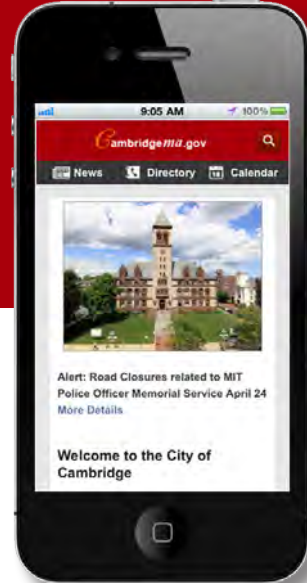 9:05 AM 100%
Cambridgema.gov
News Directory 18 Calendar
Alert: Road Closures related to MIT
Police Officer Memorial Service April 24
More Details
Welcome to the City of
Cambridge